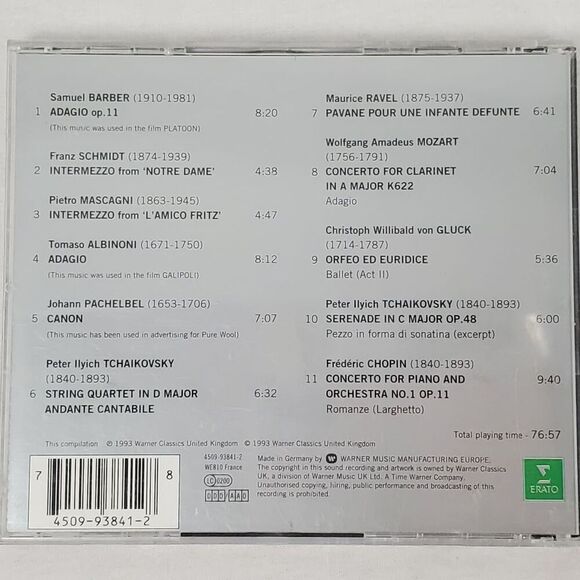 Samuel BARBER (1910-1981)
1 ADAGIO op.11 8:20
(This music was used in the film PLATOON)
Franz SCHMIDT (1874-1939)
2 INTERMEZZO from ‘NOTRE DAME’ 4:38
Pietro MASCAGNI (1863-1945)
3 INTERMEZZO from ‘L’AMICO FRITZ’ 4:47
Tomaso ALBINONI (1671-1750)
4 ADAGIO 8:12
(This music was used in the film GALIPOLI)
Johann PACHELBEL (1653-1706)
5 CANON 7:07
(This music has been used in advertising for Pure Wool)
Peter Ilyich TCHAIKOVSKY
(1840-1893)
6 STRING QUARTET IN D MAJOR 6:32
ANDANTE CANTABILE
Maurice RAVEL (1875-1937)
7 PAVANE POUR UNE INFANTE DEFUNTE 6:41
Wolfgang Amadeus MOZART
(1756-1791)
8 CONCERTO FOR CLARINET 7:04
IN A MAJOR K622
Adagio
Christoph Willibald von GLUCK
(1714-1787)
9 ORFEO ED EURIDICE 5:36
Ballet (Act II)
Peter Ilyich TCHAIKOVSKY (1840-1893)
10 SERENADE IN C MAJOR OP.48 6:00
Pezzo in forma di sonatina (excerpt)
Frédéric CHOPIN (1840-1893)
11 CONCERTO FOR PIANO AND 9:40
ORCHESTRA NO.1 OP.11
Romanze (Larghetto)
Total playing time - 76:57
This compilation ℗ 1993 Warner Classics United Kingdom © 1993 Warner Classics United Kingdom
7 8
4509-93841-2
4509-93841-2
WE810 France
LC 0200
DDD/AAD
Made in Germany by WARNER MUSIC MANUFACTURING EUROPE.
The copyright in this sound recording and artwork is owned by Warner Classics
UK, a division of Warner Music UK Ltd. A Time Warner Company.
Unauthorised copying, hiring, public performance and broadcasting of this
recording is prohibited.
ERATO